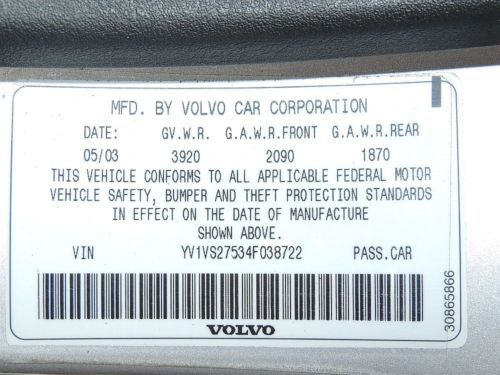 MFD. BY VOLVO CAR CORPORATION
DATE: GV.W.R. G.A.W.R.FRONT G.A.W.R.REAR
05/03 3920 2090 1870
THIS VEHICLE CONFORMS TO ALL APPLICABLE FEDERAL MOTOR
VEHICLE SAFETY, BUMPER AND THEFT PROTECTION STANDARDS
IN EFFECT ON THE DATE OF MANUFACTURE
SHOWN ABOVE.
VIN YV1VS27534F038722 PASS.CAR
VOLVO
30865866